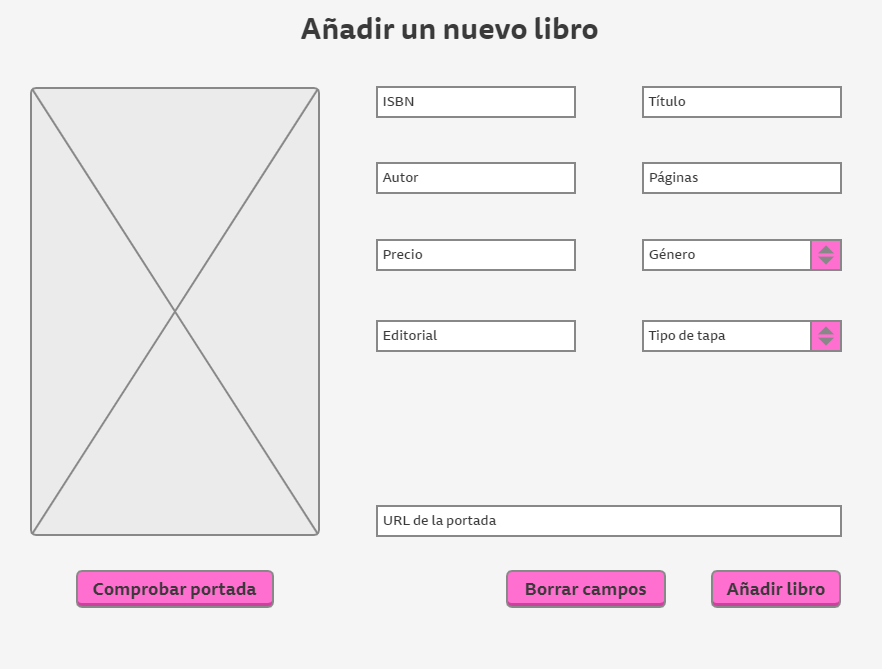 Añadir un nuevo libro
ISBN
Título
Autor
Páginas
Precio
Género
Editorial
Tipo de tapa
URL de la portada
Comprobar portada
Borrar campos
Añadir libro